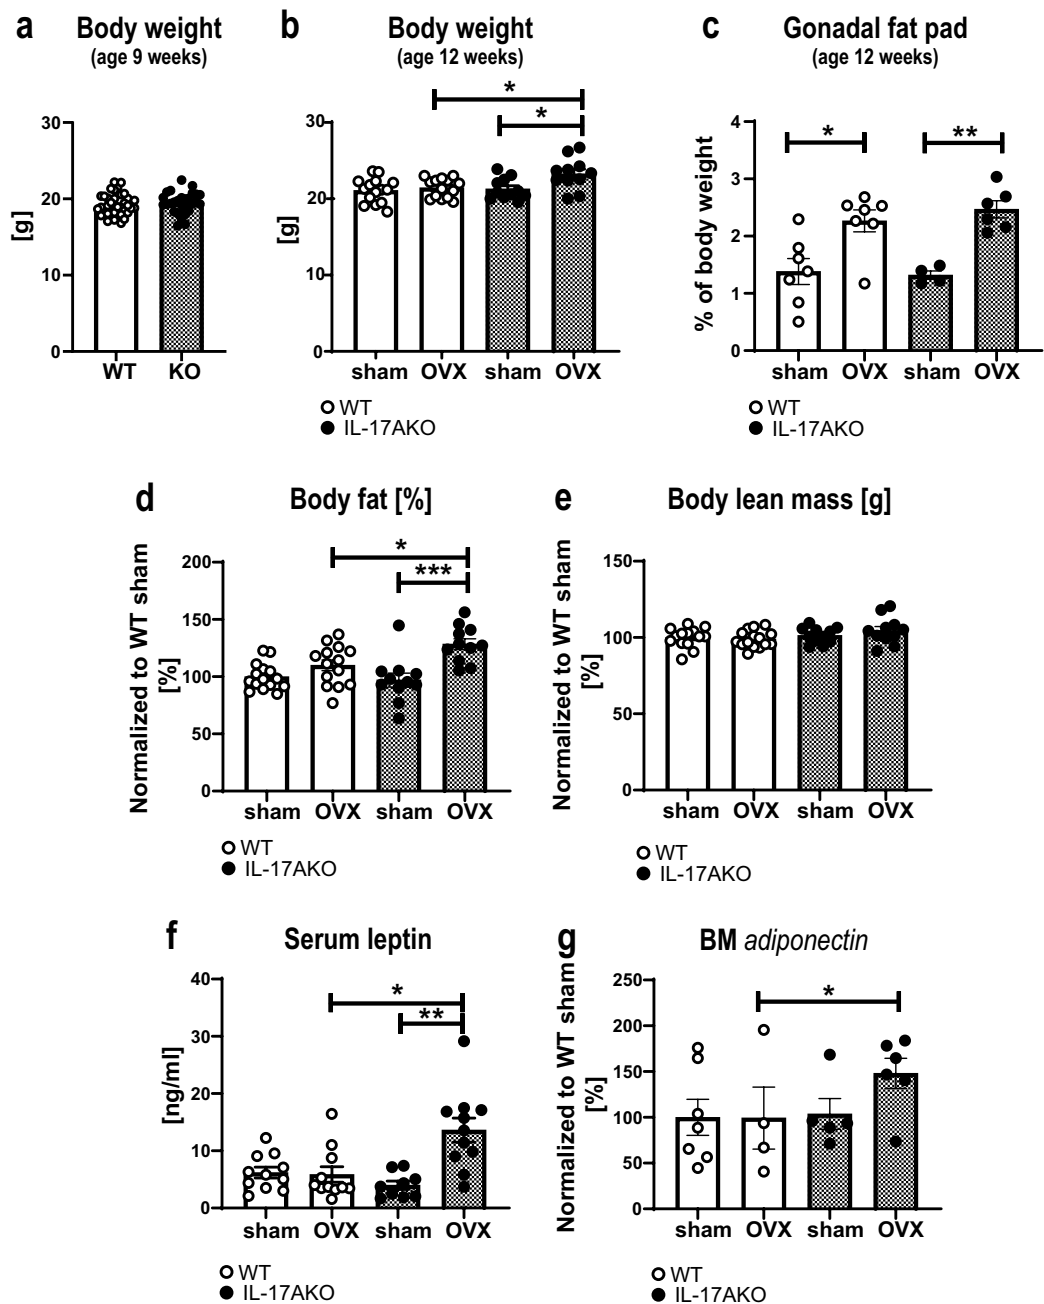 a Body weight
(age 9 weeks)
[g]
30
20
10
0
WT KO
b Body weight
(age 12 weeks)
*
*
[g]
30
20
10
0
sham OVX sham OVX
WT
IL-17AKO
c Gonadal fat pad
(age 12 weeks)
* **
% of body weight
4
3
2
1
0
sham OVX sham OVX
WT
IL-17AKO
d Body fat [%]
*
***
Normalized to WT sham
[%]
200
150
100
50
0
sham OVX sham OVX
WT
IL-17AKO
e Body lean mass [g]
Normalized to WT sham
[%]
150
100
50
0
sham OVX sham OVX
WT
IL-17AKO
f Serum leptin
*
**
[ng/ml]
40
30
20
10
0
sham OVX sham OVX
WT
IL-17AKO
g BM adiponectin
*
Normalized to WT sham
[%]
250
200
150
100
50
0
sham OVX sham OVX
WT
IL-17AKO